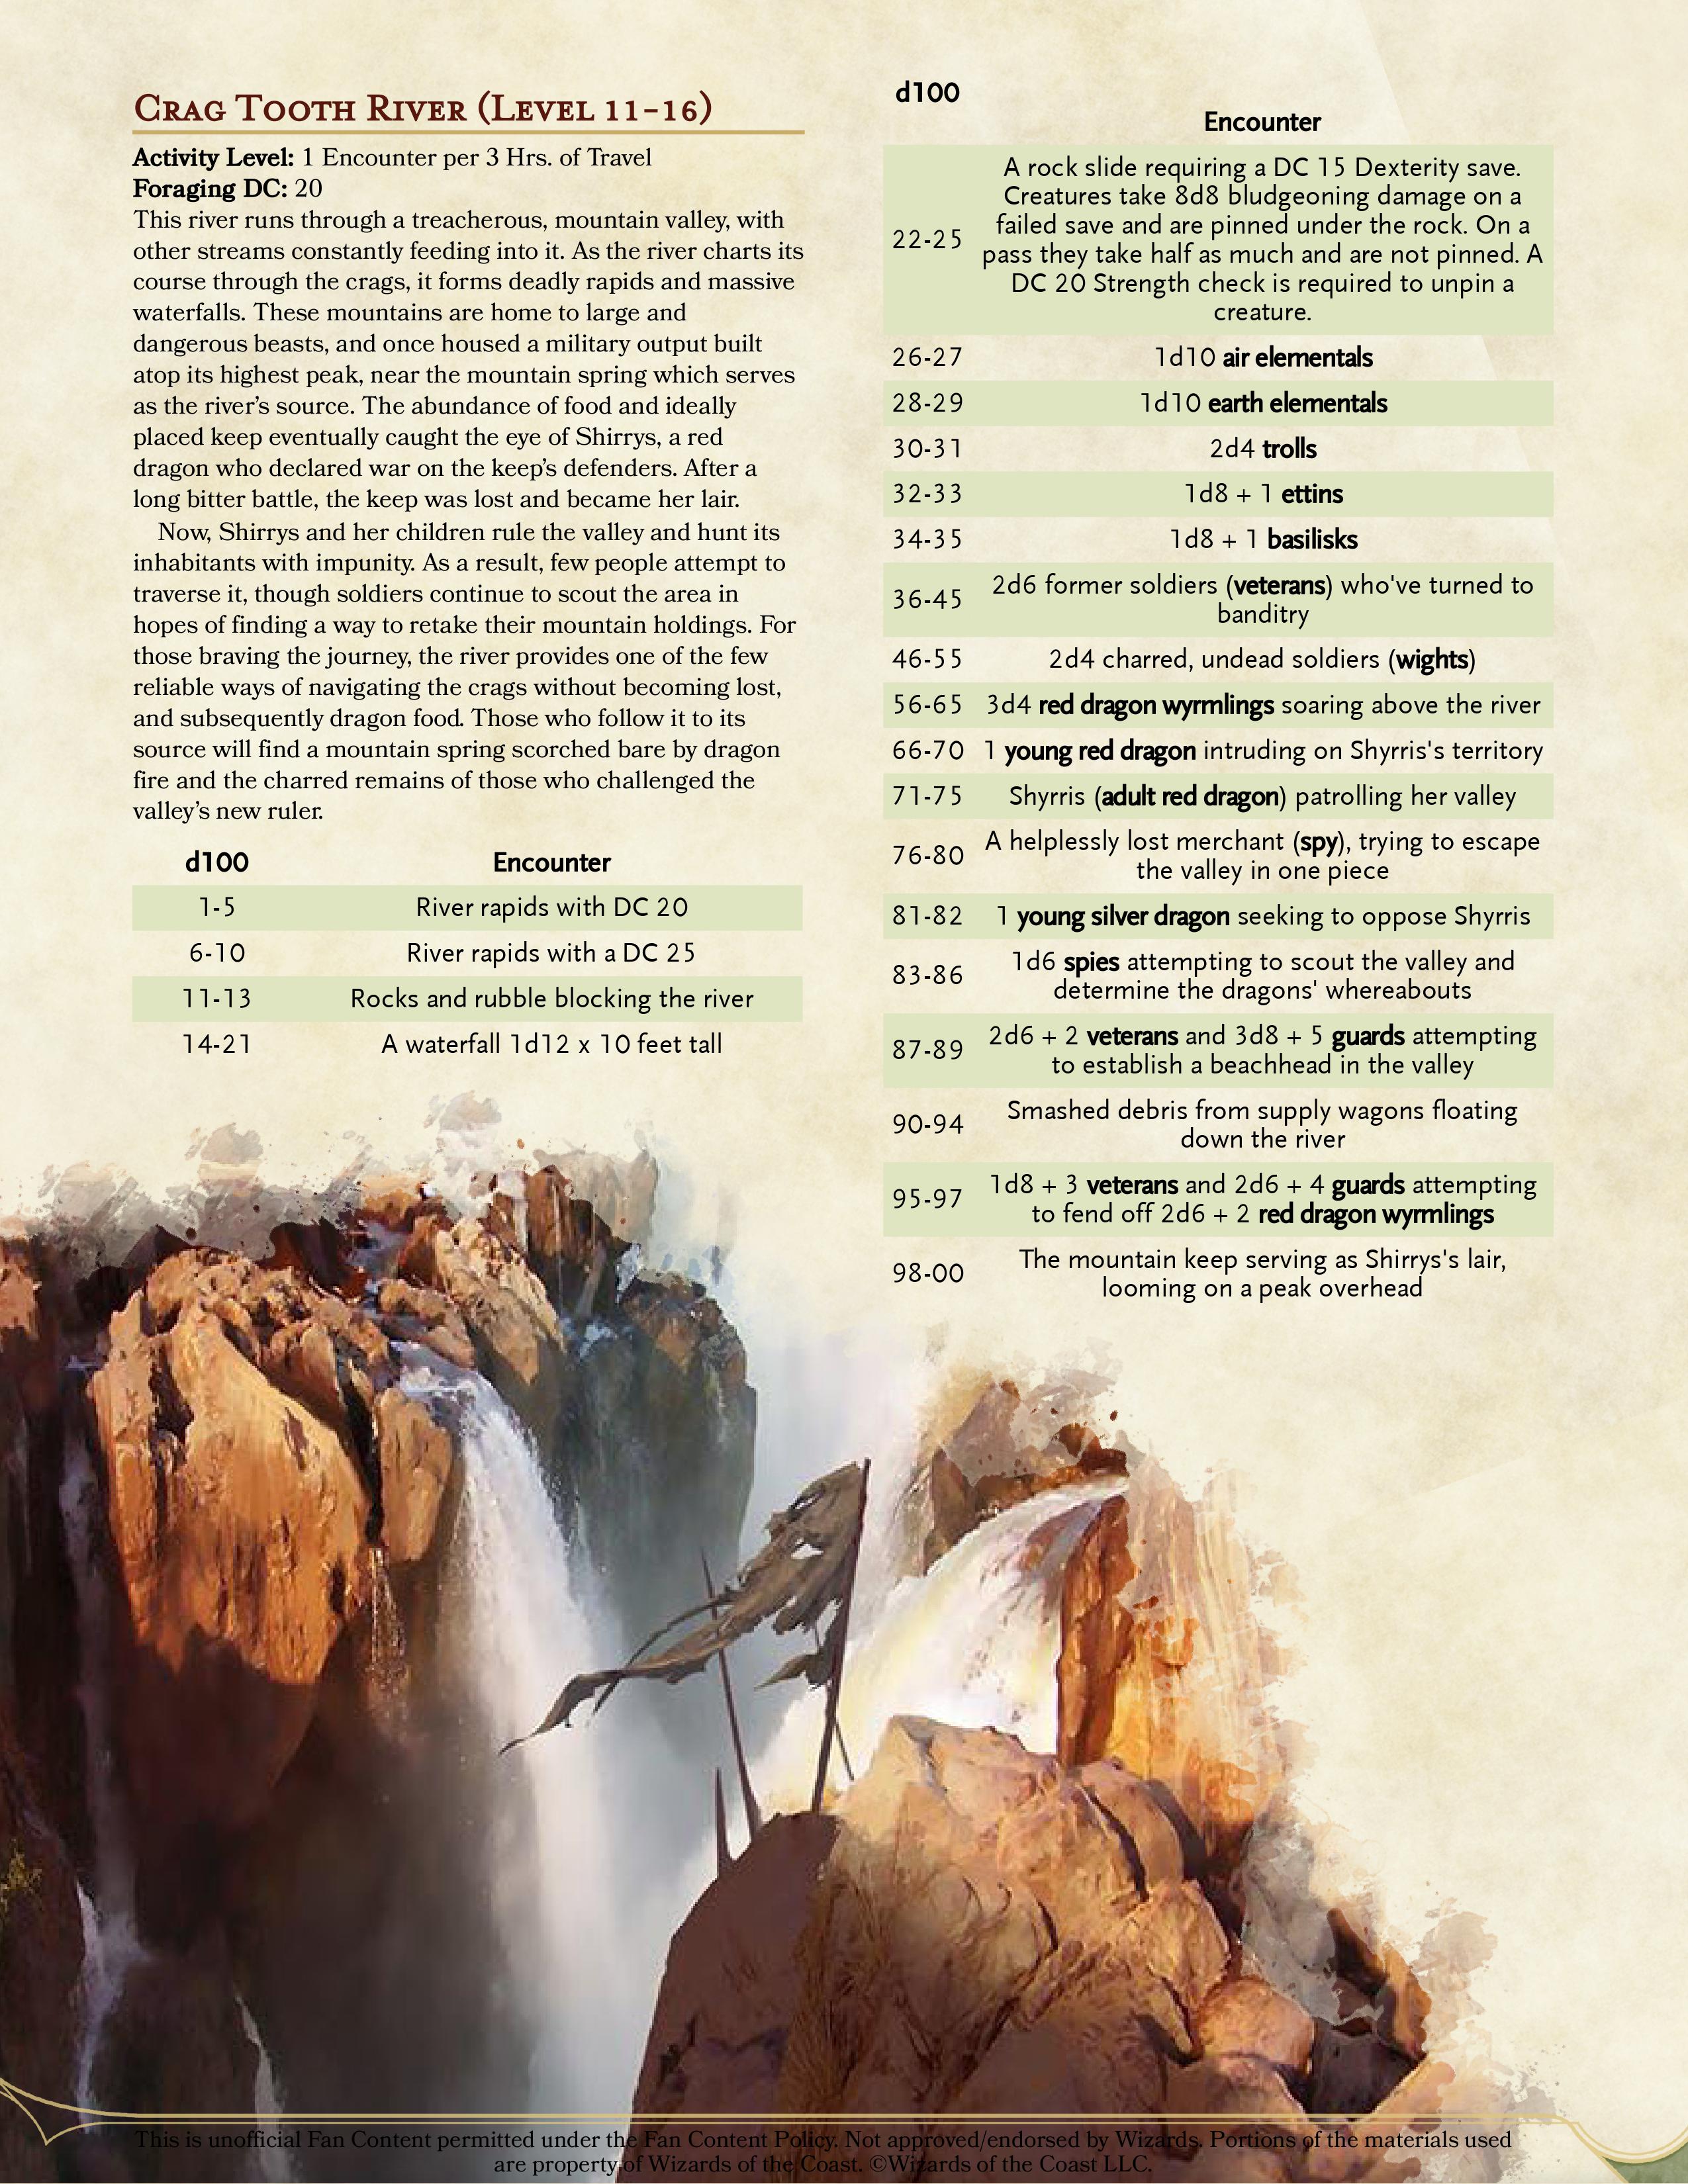 Crag Tooth River (Level 11-16)
Activity Level: 1 Encounter per 3 Hrs. of Travel
Foraging DC: 20
This river runs through a treacherous, mountain valley, with
other streams constantly feeding into it. As the river charts its
course through the crags, it forms deadly rapids and massive
waterfalls. These mountains are home to large and
dangerous beasts, and once housed a military output built
atop its highest peak, near the mountain spring which serves
as the river's source. The abundance of food and ideally
placed keep eventually caught the eye of Shirrys, a red
dragon who declared war on the keep's defenders. After a
long bitter battle, the keep was lost and became her lair.
Now, Shirrys and her children rule the valley and hunt its
inhabitants with impunity. As a result, few people attempt to
traverse it, though soldiers continue to scout the area in
hopes of finding a way to retake their mountain holdings. For
those braving the journey, the river provides one of the few
reliable ways of navigating the crags without becoming lost,
and subsequently dragon food. Those who follow it to its
source will find a mountain spring scorched bare by dragon
fire and the charred remains of those who challenged the
valley's new ruler.
d100 Encounter
1-5 River rapids with DC 20
6-10 River rapids with a DC 25
11-13 Rocks and rubble blocking the river
14-21 A waterfall 1d12 x 10 feet tall
d100
Encounter
A rock slide requiring a DC 15 Dexterity save.
Creatures take 8d8 bludgeoning damage on a
failed save and are pinned under the rock. On a
22-25 pass they take half as much and are not pinned. A
DC 20 Strength check is required to unpin a
creature.
26-27 1d10 air elementals
28-29 1d10 earth elementals
30-31 2d4 trolls
32-33 1d8 + 1 ettins
34-35 1d8 + 1 basilisks
36-45 2d6 former soldiers (veterans) who've turned to
banditry
46-55 2d4 charred, undead soldiers (wights)
56-65 3d4 red dragon wyrmlings soaring above the river
66-70 1 young red dragon intruding on Shyrris's territory
71-75 Shyrris (adult red dragon) patrolling her valley
76-80 A helplessly lost merchant (spy), trying to escape
the valley in one piece
81-82 1 young silver dragon seeking to oppose Shyrris
83-86 1d6 spies attempting to scout the valley and
determine the dragons' whereabouts
87-89 2d6 + 2 veterans and 3d8 + 5 guards attempting
to establish a beachhead in the valley
90-94 Smashed debris from supply wagons floating
down the river
95-97 1d8 + 3 veterans and 2d6 + 4 guards attempting
to fend off 2d6 + 2 red dragon wyrmlings
98-00 The mountain keep serving as Shirrys's lair,
looming on a peak overhead
This is unofficial Fan Content permitted under the Fan Content Policy. Not approved/endorsed by Wizards. Portions of the materials used
are property of Wizards of the Coast. ©Wizards of the Coast LLC.